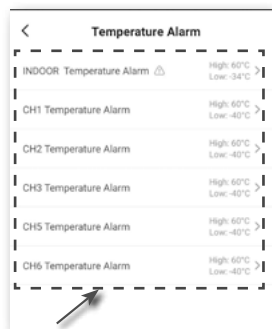 Temperature Alarm
INDOOR Temperature Alarm
High: 60°C
Low: -34°C
CH1 Temperature Alarm
High: 60°C
Low: -40°C
CH2 Temperature Alarm
High: 60°C
Low: -40°C
CH3 Temperature Alarm
High: 60°C
Low: -40°C
CH5 Temperature Alarm
High: 60°C
Low: -40°C
CH6 Temperature Alarm
High: 60°C
Low: -40°C